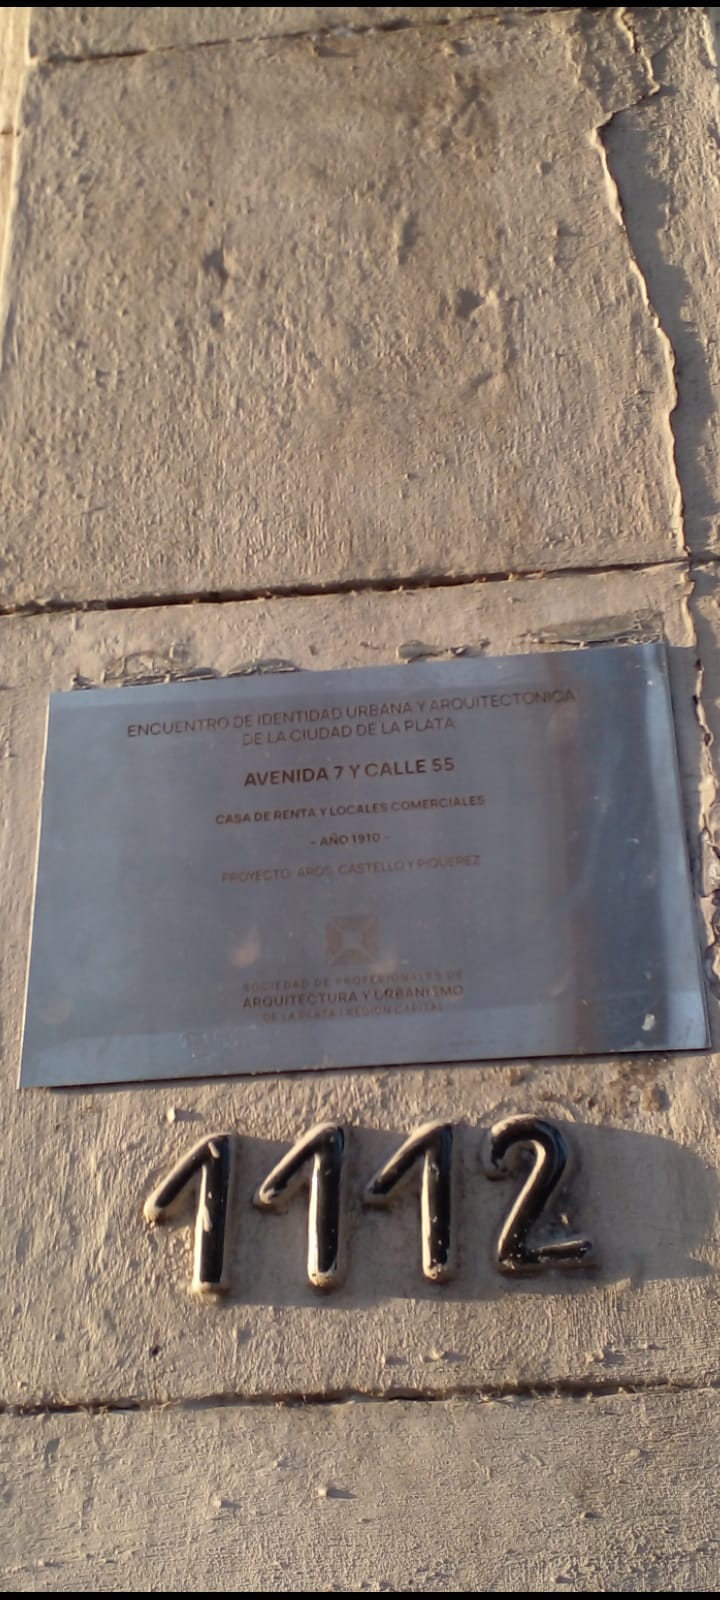 ENCUENTRO DE IDENTIDAD URBANA Y ARQUITECTONICA
DE LA CIUDAD DE LA PLATA
AVENIDA 7 Y CALLE 55
CASA DE RENTA Y LOCALES COMERCIALES
- AÑO 1910 -
PROYECTO: ARQS. CASTELLO Y PIQUEREZ
SOCIEDAD DE PROFESIONALES DE
ARQUITECTURA Y URBANISMO
DE LA PLATA | REGION CAPITAL
1112